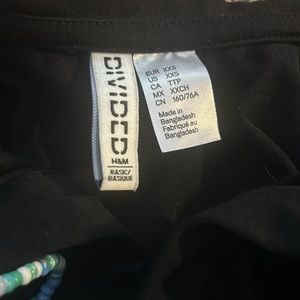 DIVIDED
H&M
BASIC/
BASIQUE
EUR XXS
US XXS
CA TTP
MX XXCH
CN 160/76A
Made in
Bangladesh
Fabriqué au
Bangladesh